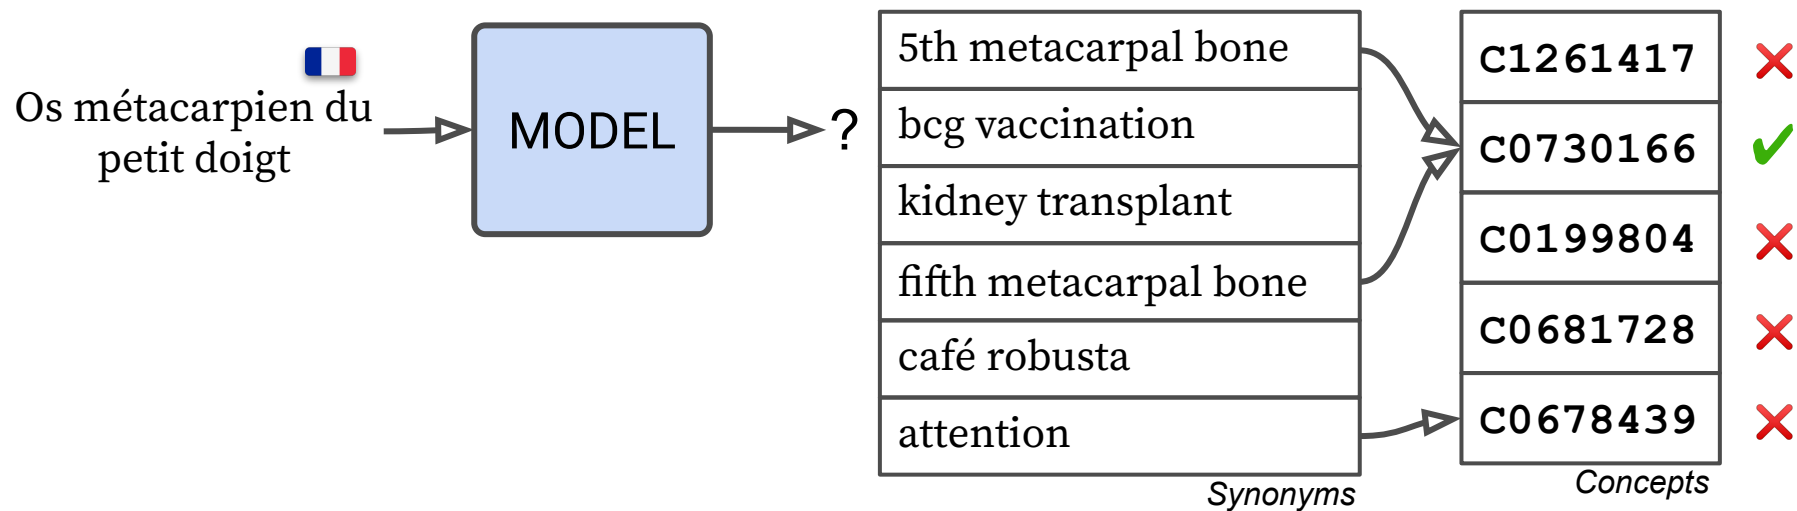 Os métacarpien du
petit doigt
MODEL
?
5th metacarpal bone
bcg vaccination
kidney transplant
fifth metacarpal bone
café robusta
attention
Synonyms
C1261417
C0730166
C0199804
C0681728
C0678439
Concepts